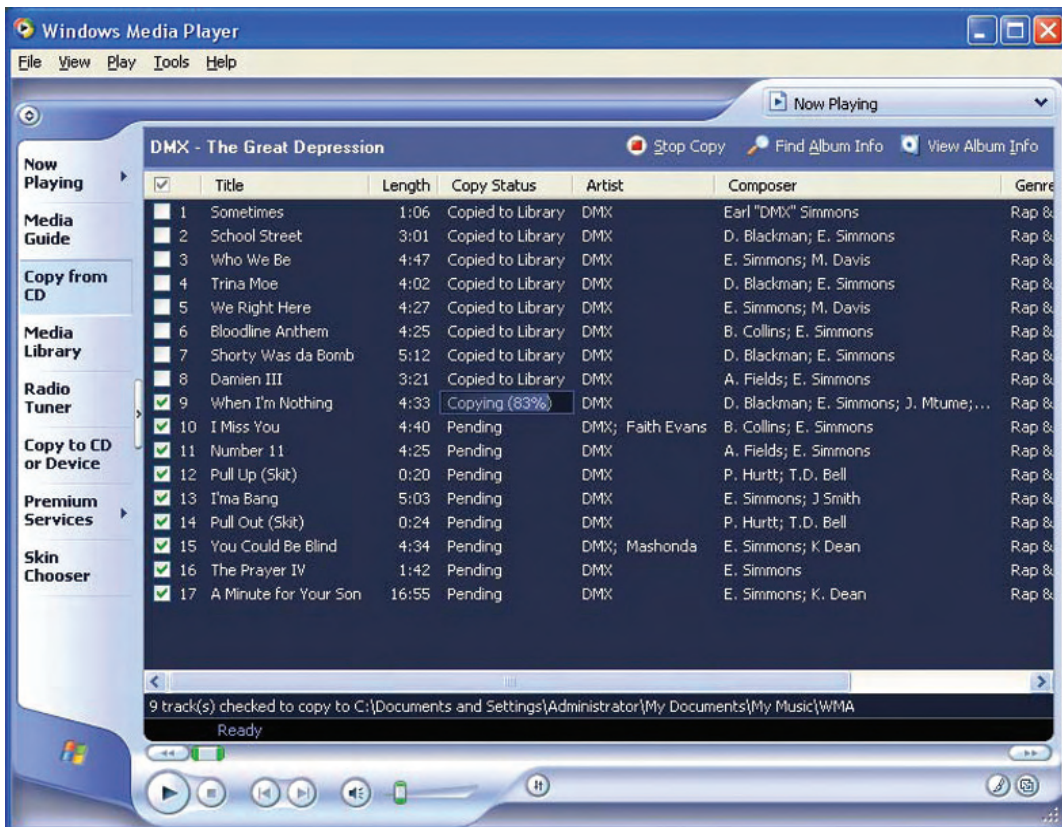 Windows Media Player
File View Play Tools Help
Now Playing
DMX - The Great Depression Stop Copy Find Album Info View Album Info
Now Playing
Media Guide
Copy from CD
Media Library
Radio Tuner
Copy to CD or Device
Premium Services
Skin Chooser
Title Length Copy Status Artist Composer Genre
1 Sometimes 1:06 Copied to Library DMX Earl "DMX" Simmons Rap &
2 School Street 3:01 Copied to Library DMX D. Blackman; E. Simmons Rap &
3 Who We Be 4:47 Copied to Library DMX E. Simmons; M. Davis Rap &
4 Trina Moe 4:02 Copied to Library DMX D. Blackman; E. Simmons Rap &
5 We Right Here 4:27 Copied to Library DMX E. Simmons; M. Davis Rap &
6 Bloodline Anthem 4:25 Copied to Library DMX B. Collins; E. Simmons Rap &
7 Shorty Was da Bomb 5:12 Copied to Library DMX D. Blackman; E. Simmons Rap &
8 Damien III 3:21 Copied to Library DMX A. Fields; E. Simmons Rap &
9 When I'm Nothing 4:33 Copying (83%) DMX D. Blackman; E. Simmons; J. Mtume;... Rap &
10 I Miss You 4:40 Pending DMX; Faith Evans B. Collins; E. Simmons Rap &
11 Number 11 4:25 Pending DMX A. Fields; E. Simmons Rap &
12 Pull Up (Skit) 0:20 Pending DMX P. Hurtt; T.D. Bell Rap &
13 I'ma Bang 5:03 Pending DMX E. Simmons; J Smith Rap &
14 Pull Out (Skit) 0:24 Pending DMX P. Hurtt; T.D. Bell Rap &
15 You Could Be Blind 4:34 Pending DMX; Mashonda E. Simmons; K Dean Rap &
16 The Prayer IV 1:42 Pending DMX E. Simmons Rap &
17 A Minute for Your Son 16:55 Pending DMX E. Simmons; K. Dean Rap &
9 track(s) checked to copy to C:\Documents and Settings\Administrator\My Documents\My Music\WMA
Ready